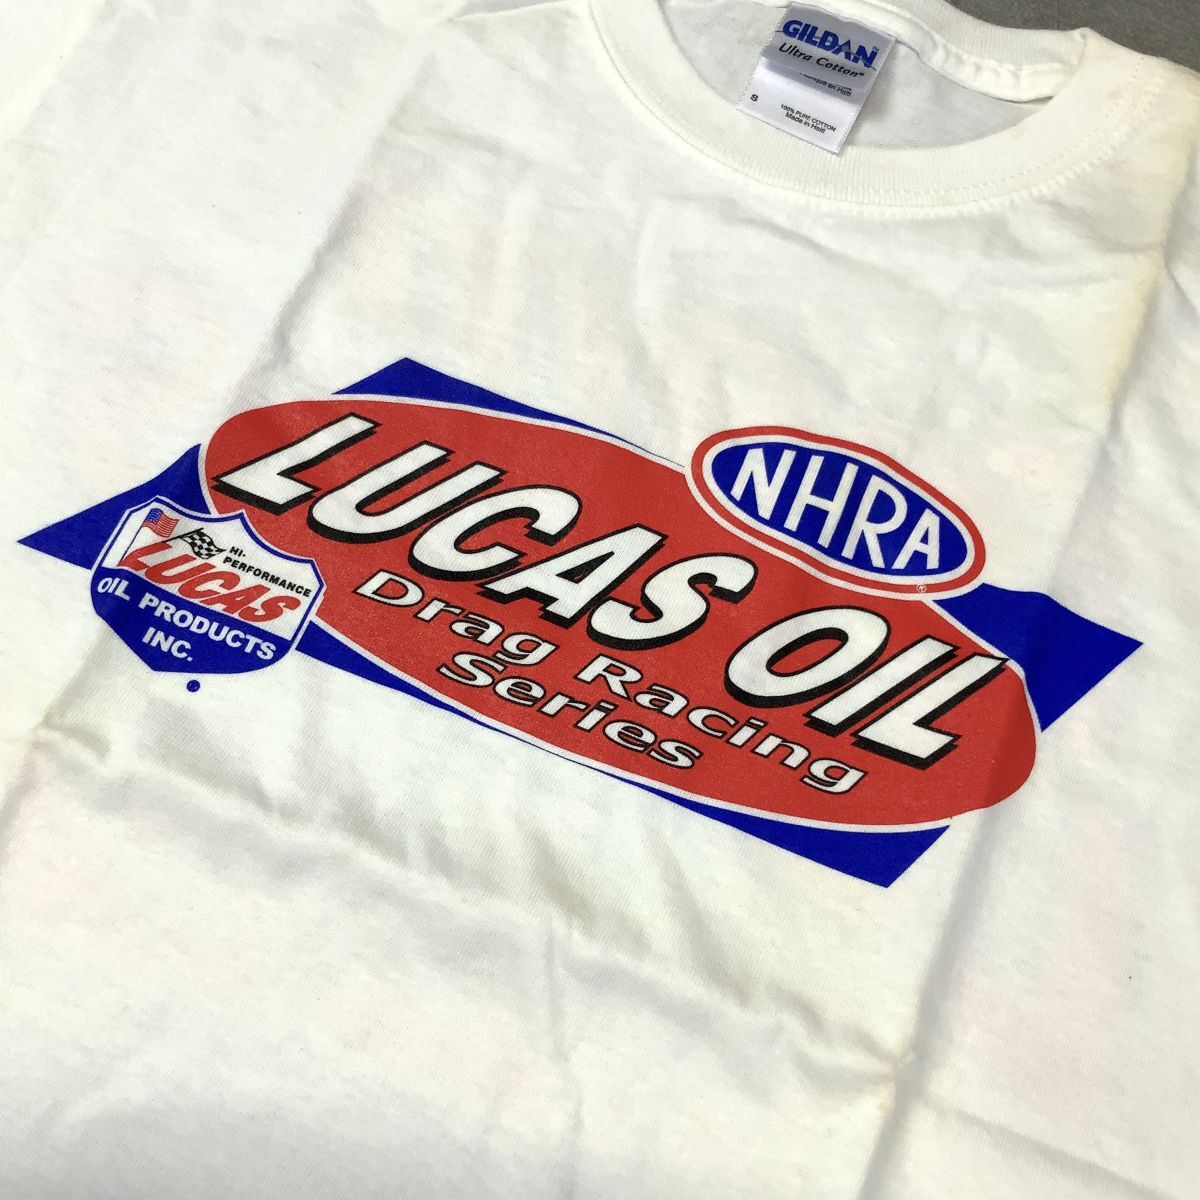 GILDAN™
Ultra Cotton®
S
100% PURE COTTON
Made in Haiti
NHRA
®
LUCAS OIL
Drag Racing
Series
HI-
PERFORMANCE
LUCAS
OIL PRODUCTS
INC.